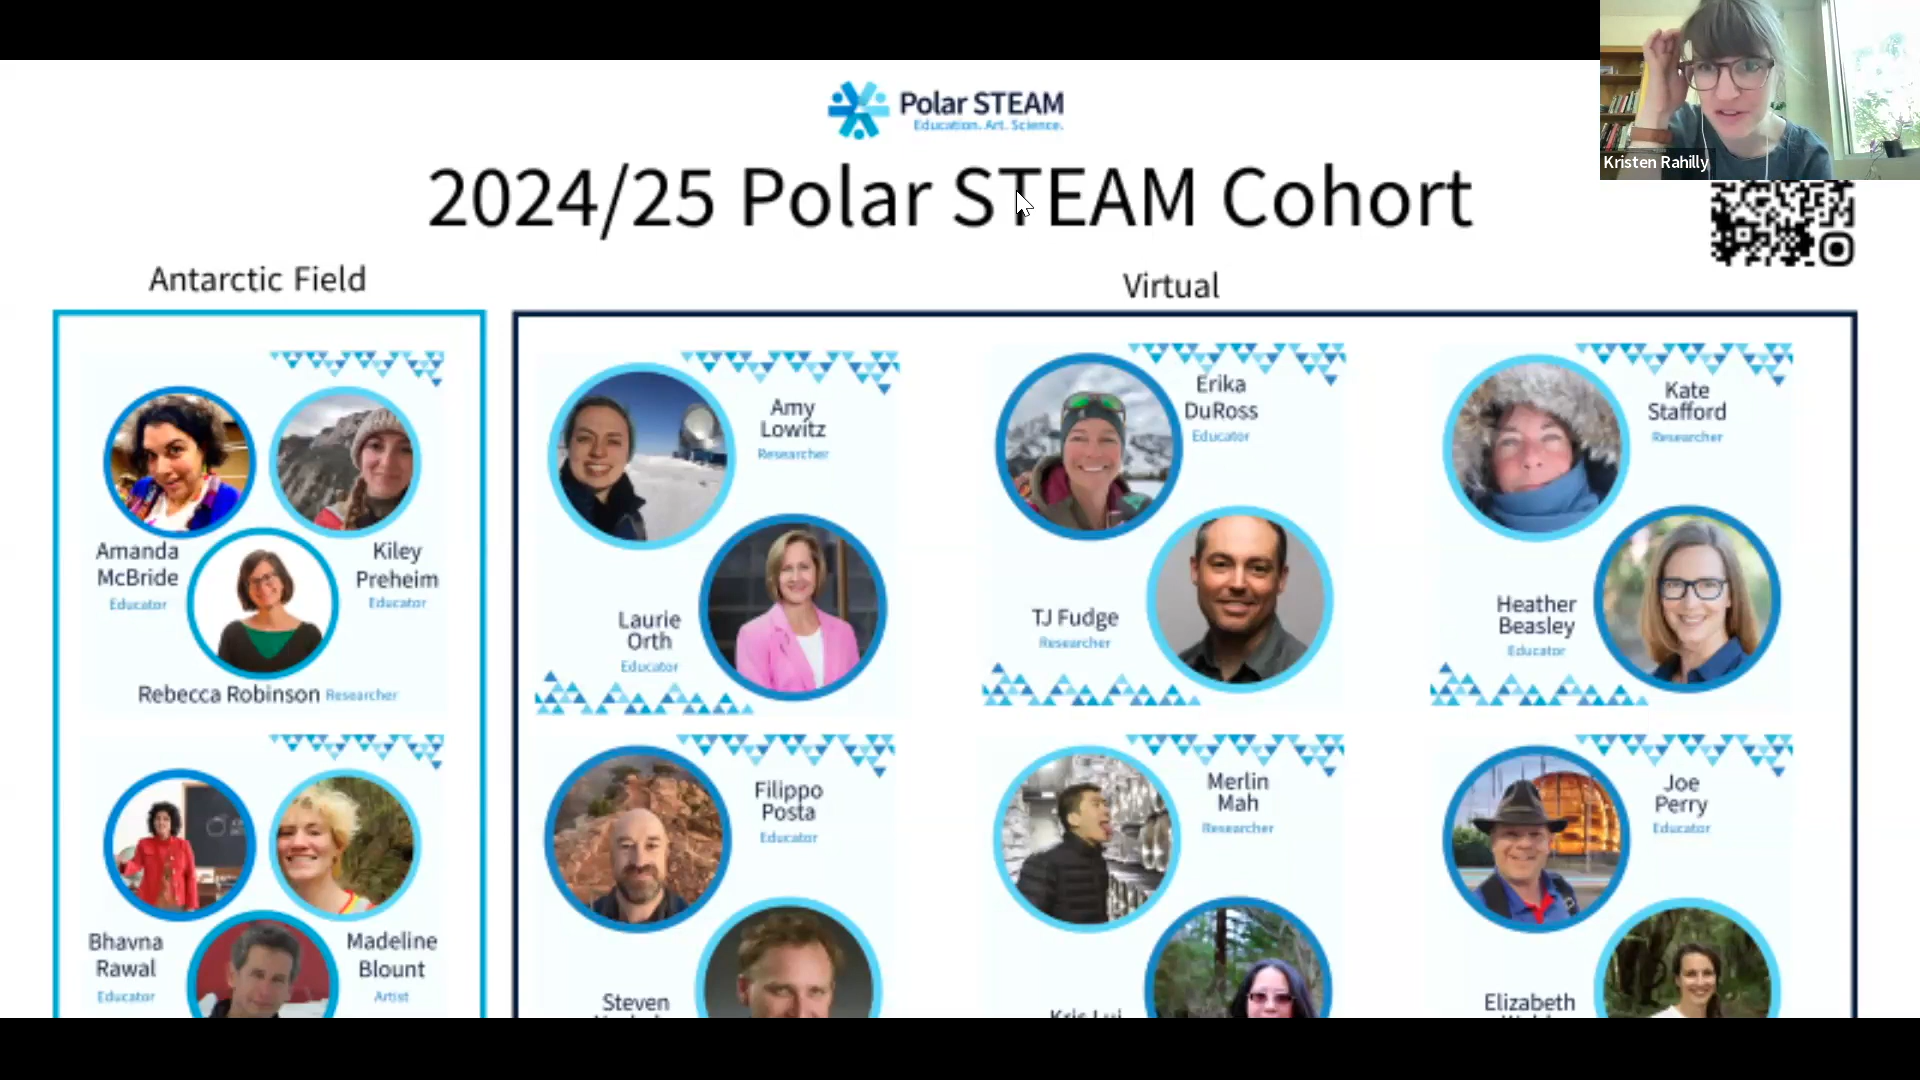 Polar STEAM
Education. Art. Science.
Kristen Rahilly
2024/25 Polar STEAM Cohort
Antarctic Field
Virtual
Amanda
McBride
Educator
Kiley
Preheim
Educator
Rebecca Robinson Researcher
Amy
Lowitz
Researcher
Laurie
Orth
Educator
Erika
DuRoss
Educator
TJ Fudge
Researcher
Kate
Stafford
Researcher
Heather
Beasley
Educator
Bhavna
Rawal
Educator
Madeline
Blount
Artist
Filippo
Posta
Educator
Steven
Merlin
Mah
Researcher
Joe
Perry
Educator
Elizabeth